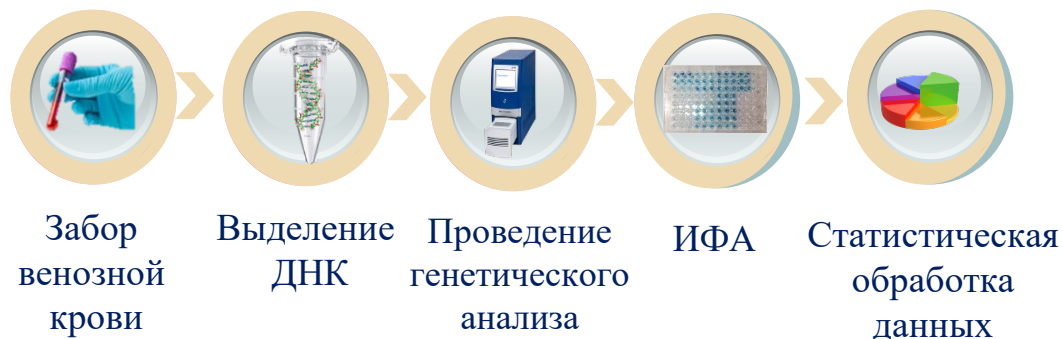 Забор
венозной
крови
Выделение
ДНК
Проведение
генетического
анализа
ИФА
Статистическая
обработка
данных